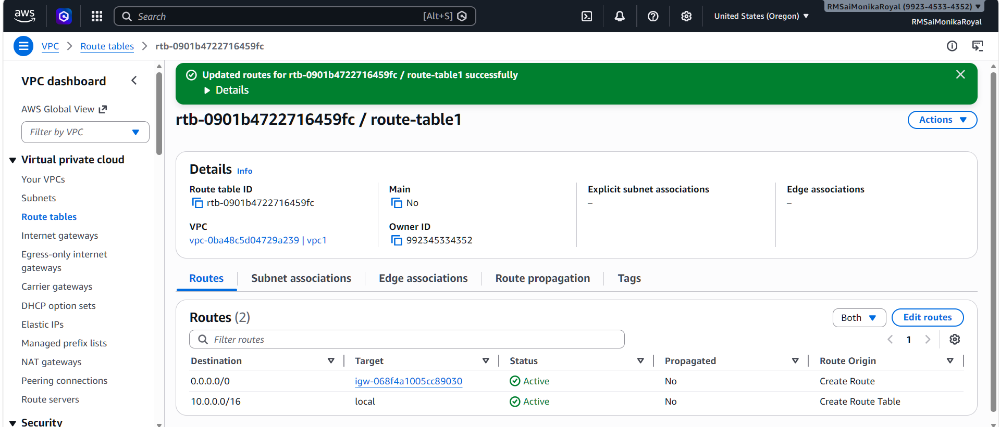 aws
Search
[Alt+S]
United States (Oregon)
RMSaiMonikaRoyal (9923-4533-4352)
RMSaiMonikaRoyal
VPC
Route tables
rtb-0901b4722716459fc
VPC dashboard
AWS Global View
Filter by VPC
Virtual private cloud
Your VPCs
Subnets
Route tables
Internet gateways
Egress-only internet
gateways
Carrier gateways
DHCP option sets
Elastic IPs
Managed prefix lists
NAT gateways
Peering connections
Route servers
Security
Updated routes for rtb-0901b4722716459fc / route-table1 successfully
Details
rtb-0901b4722716459fc / route-table1
Actions
Details Info
Route table ID
rtb-0901b4722716459fc
Main
No
Explicit subnet associations
–
Edge associations
–
VPC
vpc-0ba48c5d04729a239 | vpc1
Owner ID
992345334352
Routes Subnet associations Edge associations Route propagation Tags
Routes (2)
Both
Edit routes
Filter routes
1
Destination Target Status Propagated Route Origin
0.0.0.0/0 igw-068f4a1005cc89030 Active No Create Route
10.0.0.0/16 local Active No Create Route Table